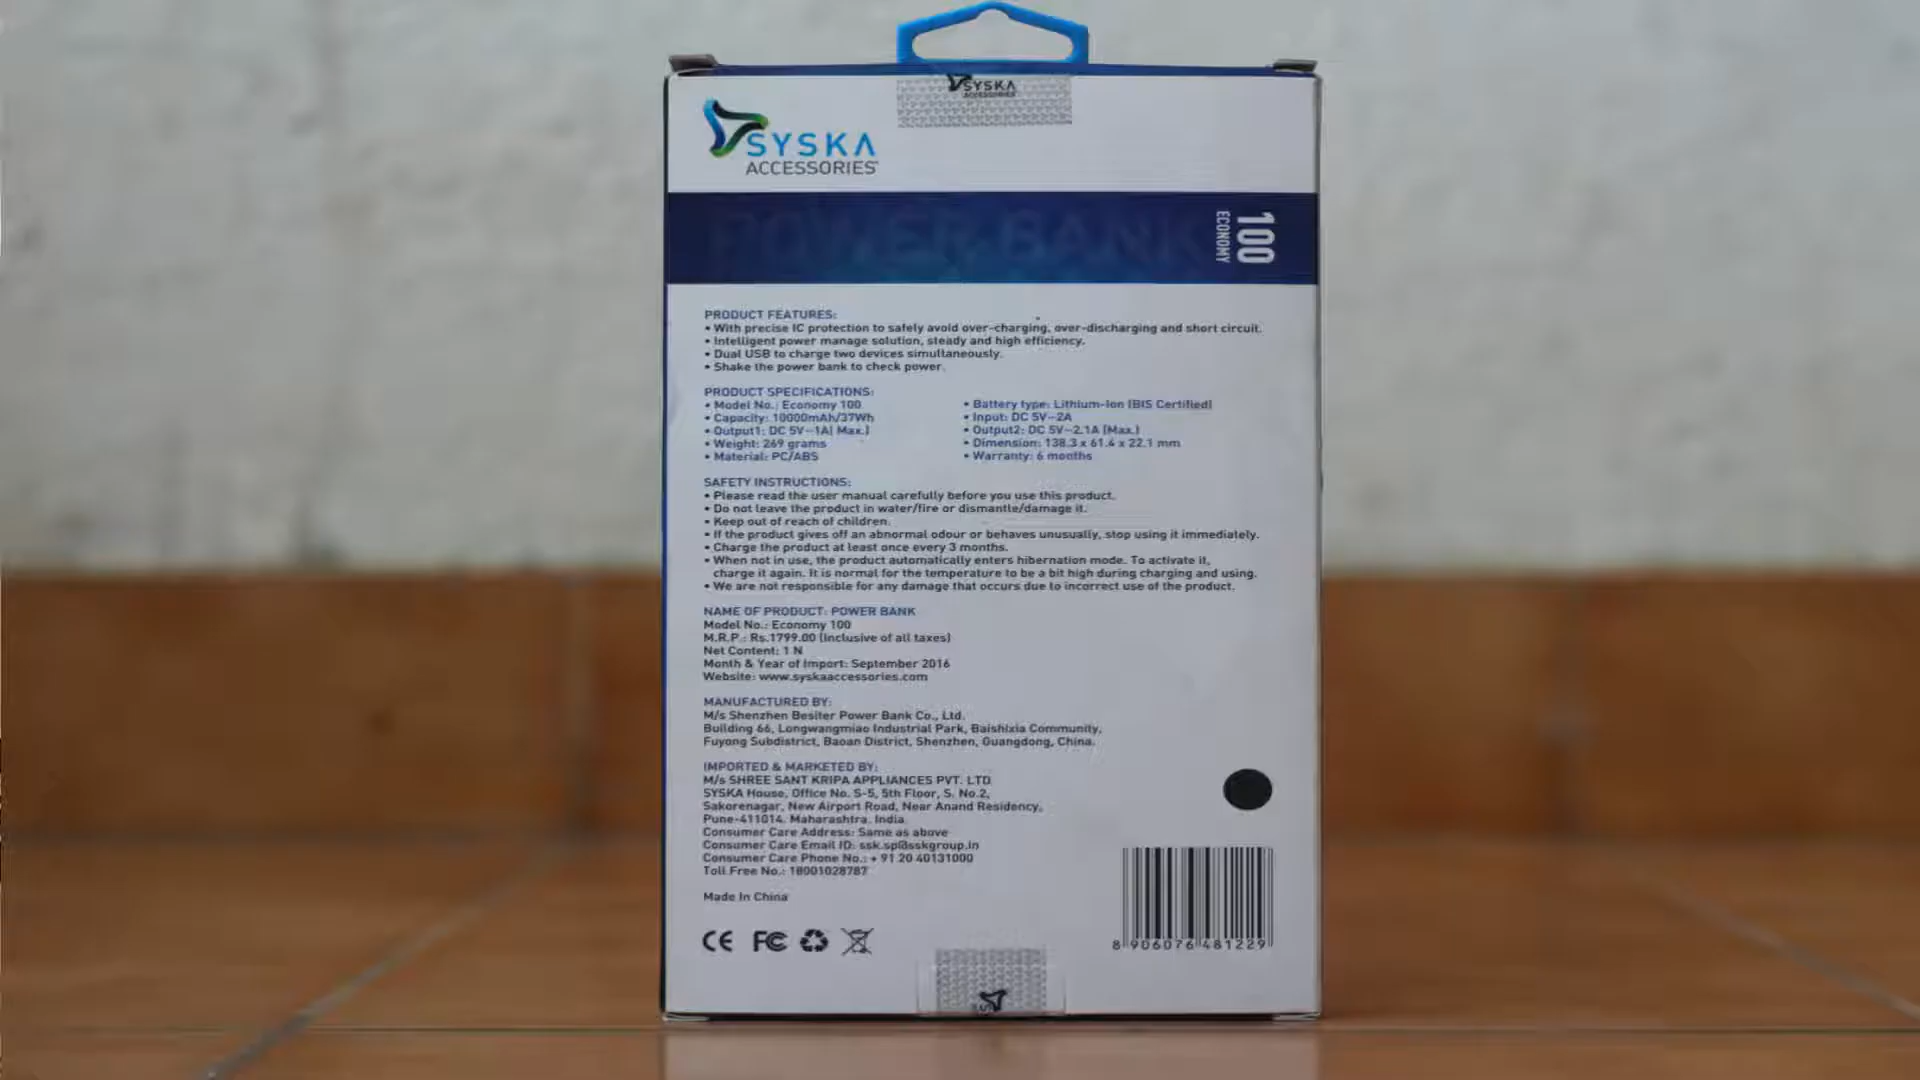 SYSKA
ACCESSORIES
SYSKA
ACCESSORIES
POWER BANK
100
ECONOMY
PRODUCT FEATURES:
• With precise IC protection to safely avoid over-charging, over-discharging and short circuit.
• Intelligent power manage solution, steady and high efficiency.
• Dual USB to charge two devices simultaneously.
• Shake the power bank to check power.
PRODUCT SPECIFICATIONS:
• Model No.: Economy 100
• Capacity: 10000mAh/37Wh
• Output1: DC 5V⎓1A( Max.)
• Weight: 269 grams
• Material: PC/ABS
• Battery type: Lithium-Ion (BIS Certified)
• Input: DC 5V⎓2A
• Output2: DC 5V⎓2.1A (Max.)
• Dimension: 138.3 x 61.4 x 22.1 mm
• Warranty: 6 months
SAFETY INSTRUCTIONS:
• Please read the user manual carefully before you use this product.
• Do not leave the product in water/fire or dismantle/damage it.
• Keep out of reach of children.
• If the product gives off an abnormal odour or behaves unusually, stop using it immediately.
• Charge the product at least once every 3 months.
• When not in use, the product automatically enters hibernation mode. To activate it,
charge it again. It is normal for the temperature to be a bit high during charging and using.
• We are not responsible for any damage that occurs due to incorrect use of the product.
NAME OF PRODUCT: POWER BANK
Model No.: Economy 100
M.R.P.: Rs.1799.00 (Inclusive of all taxes)
Net Content: 1 N
Month & Year of Import: September 2016
Website: www.syskaaccessories.com
MANUFACTURED BY:
M/s Shenzhen Besiter Power Bank Co., Ltd.
Building 66, Longwangmiao Industrial Park, Baishixia Community,
Fuyong Subdistrict, Baoan District, Shenzhen, Guangdong, China.
IMPORTED & MARKETED BY:
M/s SHREE SANT KRIPA APPLIANCES PVT. LTD
SYSKA House, Office No. S-5, 5th Floor, S. No.2,
Sakorenagar, New Airport Road, Near Anand Residency,
Pune-411014. Maharashtra. India
Consumer Care Address: Same as above
Consumer Care Email ID: ssk.sp@sskgroup.in
Consumer Care Phone No.: + 91 20 40131000
Toll Free No.: 18001028787
Made In China
CE FC
8 906076 481229